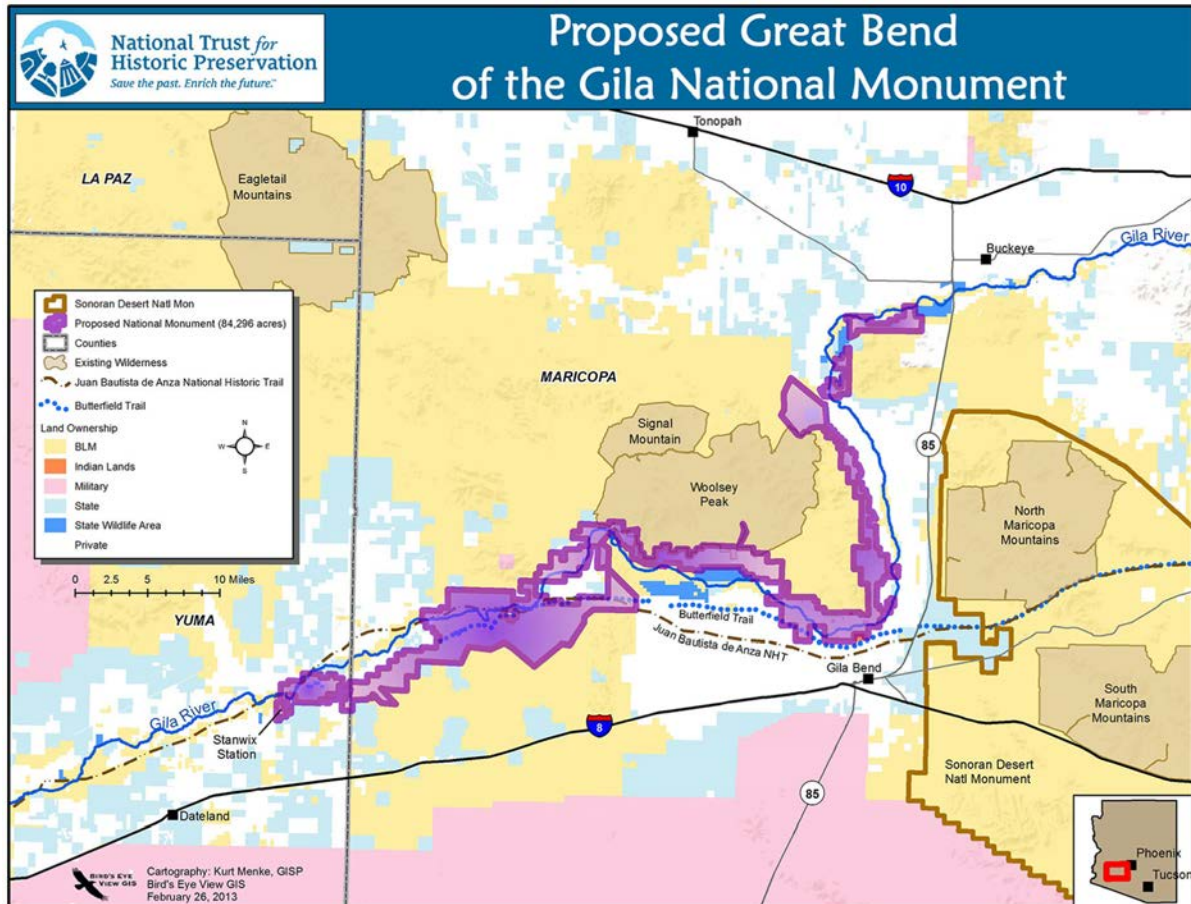 National Trust for
Historic Preservation
Save the past. Enrich the future.™
Proposed Great Bend
of the Gila National Monument
Tonopah
LA PAZ
Eagletail
Mountains
10
Buckeye
Gila River
Sonoran Desert Natl Mon
Proposed National Monument (84,296 acres)
Counties
Existing Wilderness
Juan Bautista de Anza National Historic Trail
Butterfield Trail
Land Ownership
BLM
Indian Lands
Military
State
State Wildlife Area
Private
N
W
E
S
0 2.5 5 10 Miles
MARICOPA
Signal
Mountain
Woolsey
Peak
85
North
Maricopa
Mountains
YUMA
Butterfield Trail
Juan Bautista de Anza NHT
Gila Bend
South
Maricopa
Mountains
Gila River
Stanwix
Station
8
Sonoran Desert
Natl Monument
85
Dateland
Phoenix
Tucson
BIRD'S EYE
VIEW GIS
Cartography: Kurt Menke, GISP
Bird's Eye View GIS
February 26, 2013